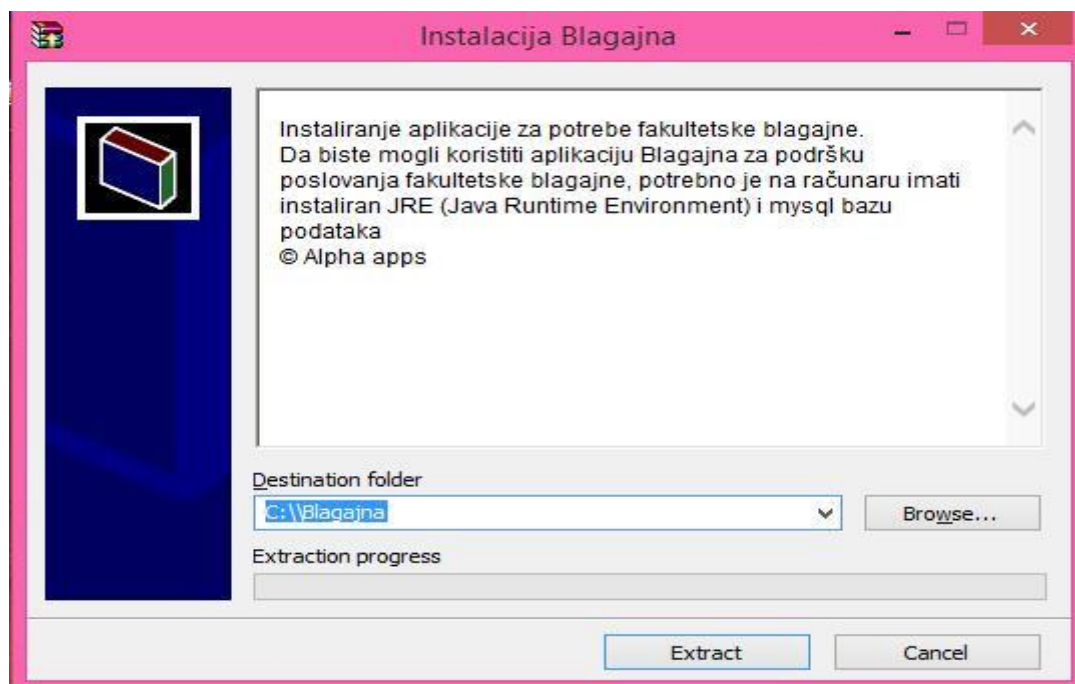 Instalacija Blagajna
Instaliranje aplikacije za potrebe fakultetske blagajne.
Da biste mogli koristiti aplikaciju Blagajna za podršku
poslovanja fakultetske blagajne, potrebno je na računaru imati
instaliran JRE (Java Runtime Environment) i mysql bazu
podataka
© Alpha apps
Destination folder
C:\\Blagajna
Browse...
Extraction progress
Extract
Cancel